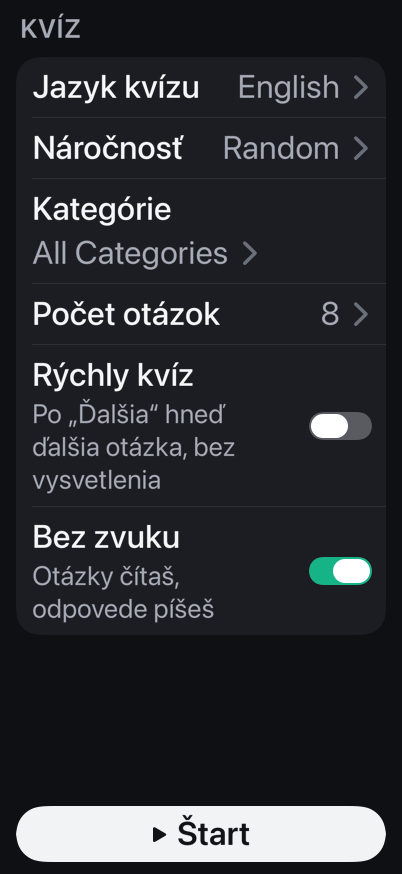 KVÍZ
Jazyk kvízu English
Náročnosť Random
Kategórie
All Categories
Počet otázok 8
Rýchly kvíz
Po „Ďalšia“ hneď
ďalšia otázka, bez
vysvetlenia
Bez zvuku
Otázky čítaš,
odpovede píšeš
Štart